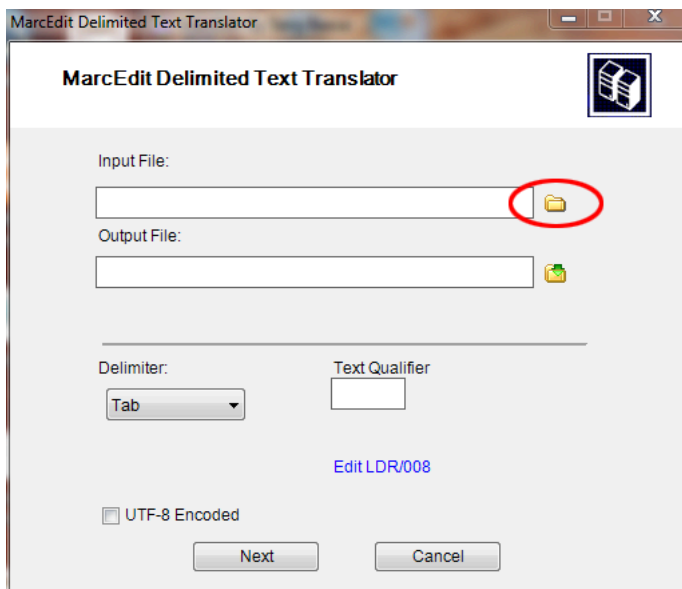 MarcEdit Delimited Text Translator
MarcEdit Delimited Text Translator
Input File:
Output File:
Delimiter:
Text Qualifier
Tab
Edit LDR/008
UTF-8 Encoded
Next
Cancel